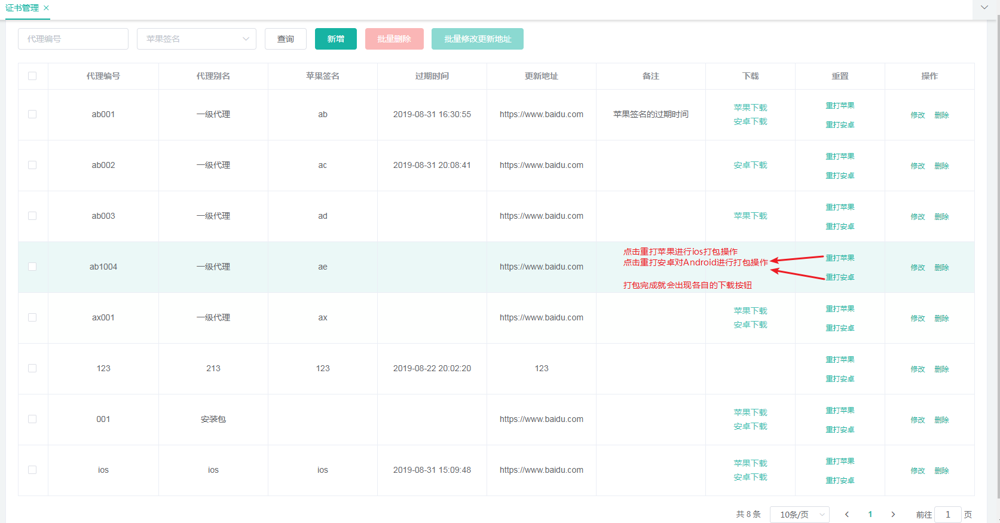 证书管理
代理编号 苹果签名 查询 新增 批量删除 批量修改更新地址
代理编号 代理别名 苹果签名 过期时间 更新地址 备注 下载 重置 操作
ab001 一级代理 ab 2019-08-31 16:30:55 https://www.baidu.com 苹果签名的过期时间 苹果下载 安卓下载 重打苹果 重打安卓 修改 删除
ab002 一级代理 ac 2019-08-31 20:08:41 https://www.baidu.com 安卓下载 重打苹果 重打安卓 修改 删除
ab003 一级代理 ad https://www.baidu.com 苹果下载 重打苹果 重打安卓 修改 删除
ab1004 一级代理 ae https://www.baidu.com 重打苹果 重打安卓 修改 删除
点击重打苹果进行ios打包操作
点击重打安卓对Android进行打包操作
打包完成就会出现各自的下载按钮
ax001 一级代理 ax https://www.baidu.com 苹果下载 安卓下载 重打苹果 重打安卓 修改 删除
123 213 123 2019-08-22 20:02:20 123 重打苹果 重打安卓 修改 删除
001 安装包 https://www.baidu.com 苹果下载 安卓下载 重打苹果 重打安卓 修改 删除
ios ios ios 2019-08-31 15:09:48 https://www.baidu.com 苹果下载 安卓下载 重打苹果 重打安卓 修改 删除
共 8 条 10条/页 1 前往 1 页